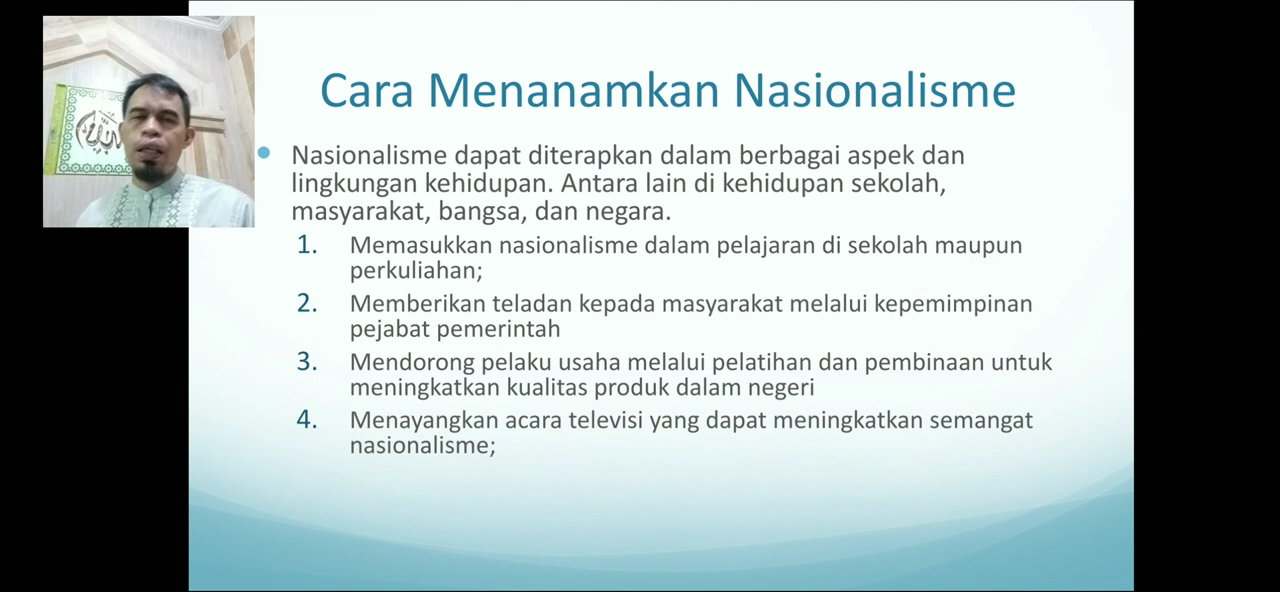 Cara Menanamkan Nasionalisme
Nasionalisme dapat diterapkan dalam berbagai aspek dan
lingkungan kehidupan. Antara lain di kehidupan sekolah,
masyarakat, bangsa, dan negara.
1. Memasukkan nasionalisme dalam pelajaran di sekolah maupun
perkuliahan;
2. Memberikan teladan kepada masyarakat melalui kepemimpinan
pejabat pemerintah
3. Mendorong pelaku usaha melalui pelatihan dan pembinaan untuk
meningkatkan kualitas produk dalam negeri
4. Menayangkan acara televisi yang dapat meningkatkan semangat
nasionalisme;